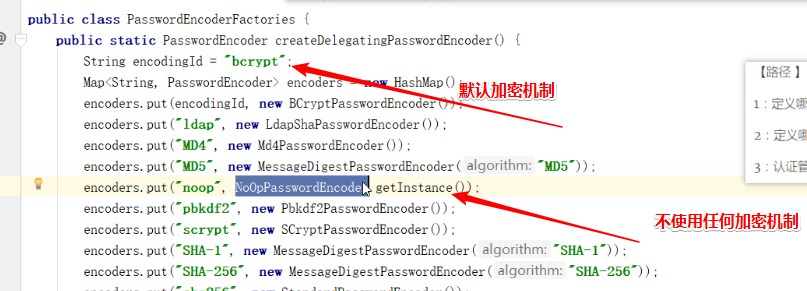 public class PasswordEncoderFactories {
public static PasswordEncoder createDelegatingPasswordEncoder() {
String encodingId = "bcrypt";
Map<String, PasswordEncoder> encoders = new HashMap()
默认加密机制
encoders.put(encodingId, new BCryptPasswordEncoder());
encoders.put("ldap", new LdapShaPasswordEncoder());
encoders.put("MD4", new Md4PasswordEncoder());
encoders.put("MD5", new MessageDigestPasswordEncoder( algorithm: "MD5"));
encoders.put("noop", NoOpPasswordEncoder.getInstance());
encoders.put("pbkdf2", new Pbkdf2PasswordEncoder());
不使用任何加密机制
encoders.put("scrypt", new SCryptPasswordEncoder());
encoders.put("SHA-1", new MessageDigestPasswordEncoder( algorithm: "SHA-1"));
encoders.put("SHA-256", new MessageDigestPasswordEncoder( algorithm: "SHA-256"));
【路径】
1：定义哪
2：定义哪
3：认证管